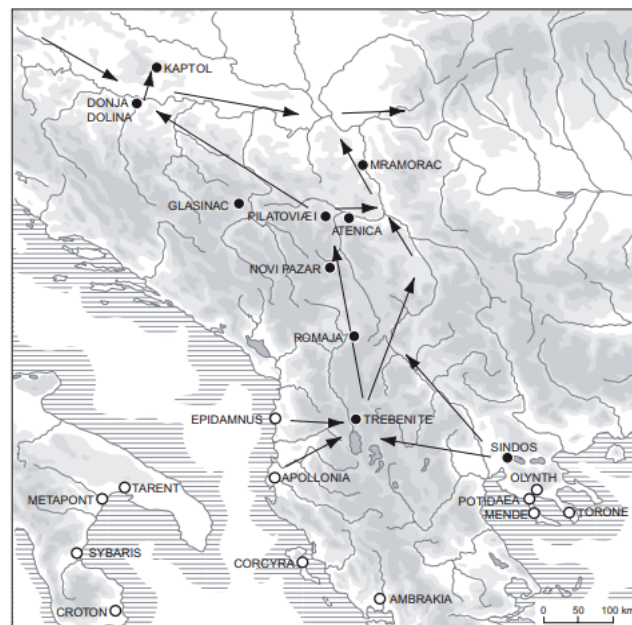 KAPTOL
DONJA
DOLINA
MRAMORAC
GLASINAC
PILATOVIÆI
ATENICA
NOVI PAZAR
ROMAJA
EPIDAMNUS
TREBENITE
SINDOS
APOLLONIA
OLYNTH
TARENT
POTIDAEA
METAPONT
MENDE
TORONE
SYBARIS
CORCYRA
AMBRAKIA
CROTON
0 50 100 km